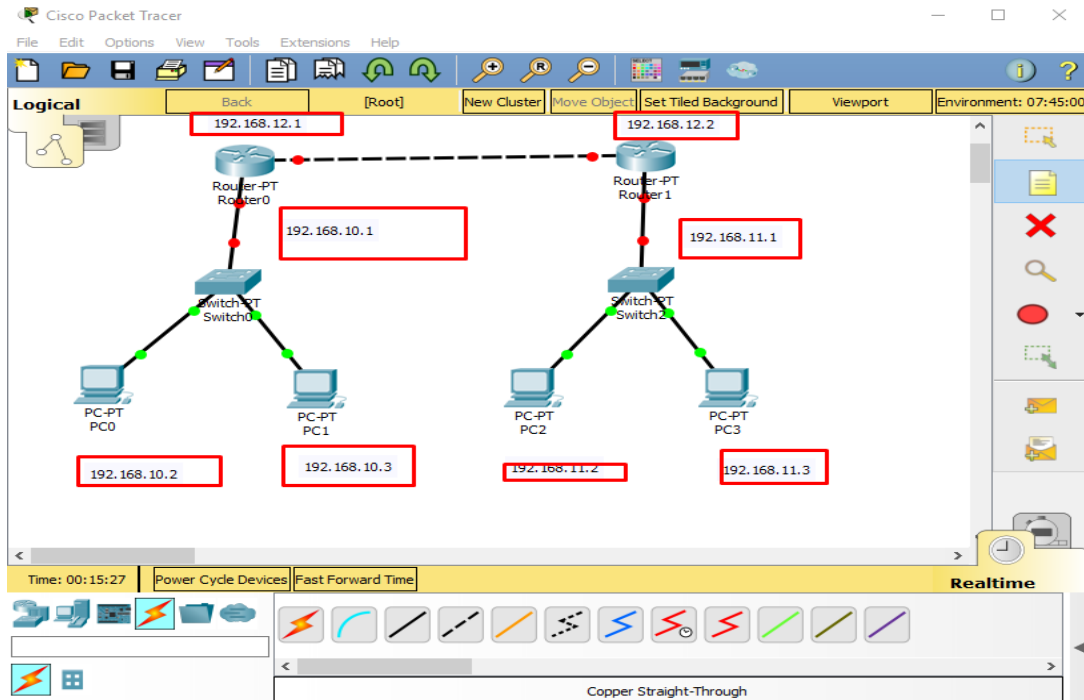 Cisco Packet Tracer
File Edit Options View Tools Extensions Help
Logical Back [Root] New Cluster Move Object Set Tiled Background Viewport Environment: 07:45:00
192.168.12.1 192.168.12.2
Router-PT
Router0
Router-PT
Router1
192.168.10.1
192.168.11.1
Switch-PT
Switch0
Switch-PT
Switch2
PC-PT
PC0
PC-PT
PC1
PC-PT
PC2
PC-PT
PC3
192.168.10.2
192.168.10.3
192.168.11.2
192.168.11.3
Time: 00:15:27 Power Cycle Devices Fast Forward Time Realtime
Copper Straight-Through